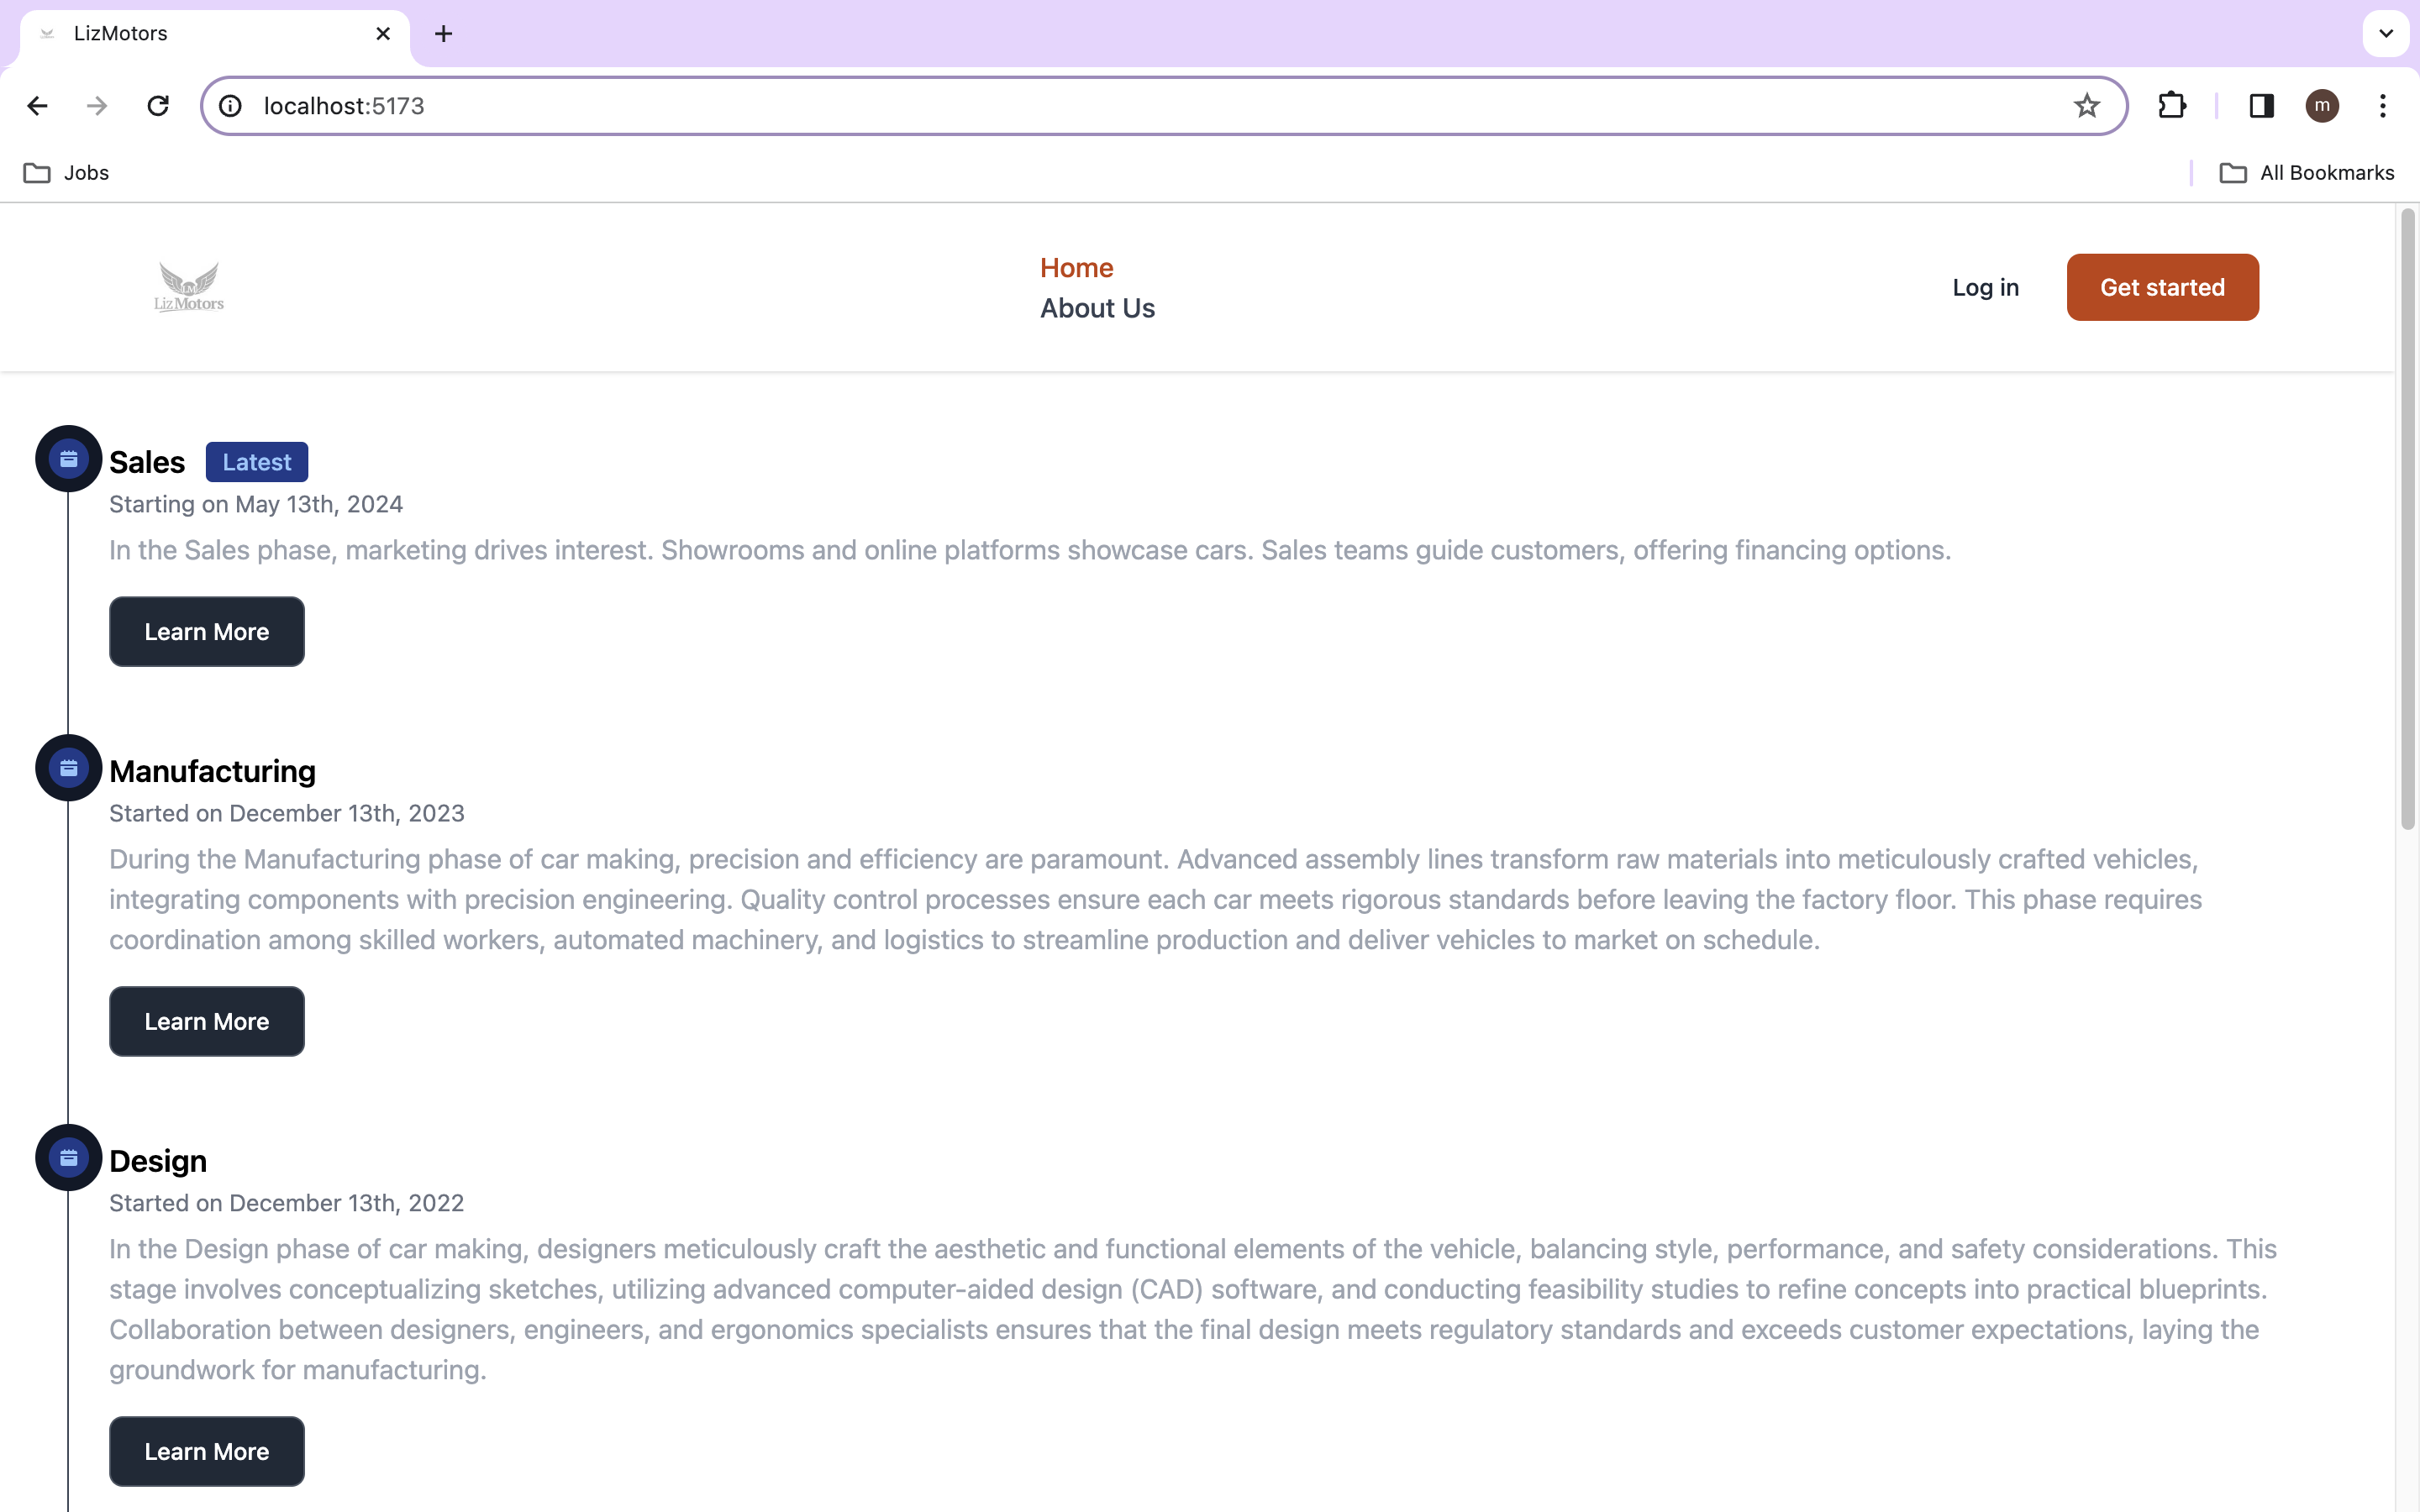 LizMotors
localhost:5173
m
Jobs
All Bookmarks
LM
LizMotors
Home
About Us
Log in
Get started
Sales Latest
Starting on May 13th, 2024
In the Sales phase, marketing drives interest. Showrooms and online platforms showcase cars. Sales teams guide customers, offering financing options.
Learn More
Manufacturing
Started on December 13th, 2023
During the Manufacturing phase of car making, precision and efficiency are paramount. Advanced assembly lines transform raw materials into meticulously crafted vehicles,
integrating components with precision engineering. Quality control processes ensure each car meets rigorous standards before leaving the factory floor. This phase requires
coordination among skilled workers, automated machinery, and logistics to streamline production and deliver vehicles to market on schedule.
Learn More
Design
Started on December 13th, 2022
In the Design phase of car making, designers meticulously craft the aesthetic and functional elements of the vehicle, balancing style, performance, and safety considerations. This
stage involves conceptualizing sketches, utilizing advanced computer-aided design (CAD) software, and conducting feasibility studies to refine concepts into practical blueprints.
Collaboration between designers, engineers, and ergonomics specialists ensures that the final design meets regulatory standards and exceeds customer expectations, laying the
groundwork for manufacturing.
Learn More